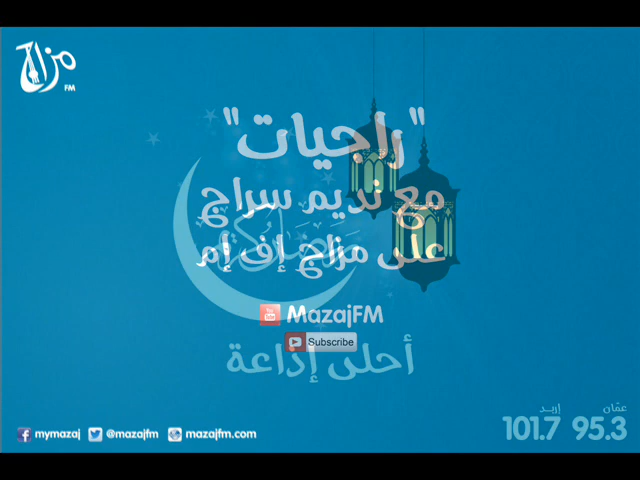 مزاج
FM
"راجيات"
مع نديم سراج
على مزاج إف إم
MazajFM
Subscribe
أحلى إذاعة
mymazaj
@mazajfm
mazajfm.com
إربد
عمّان
101.7
95.3